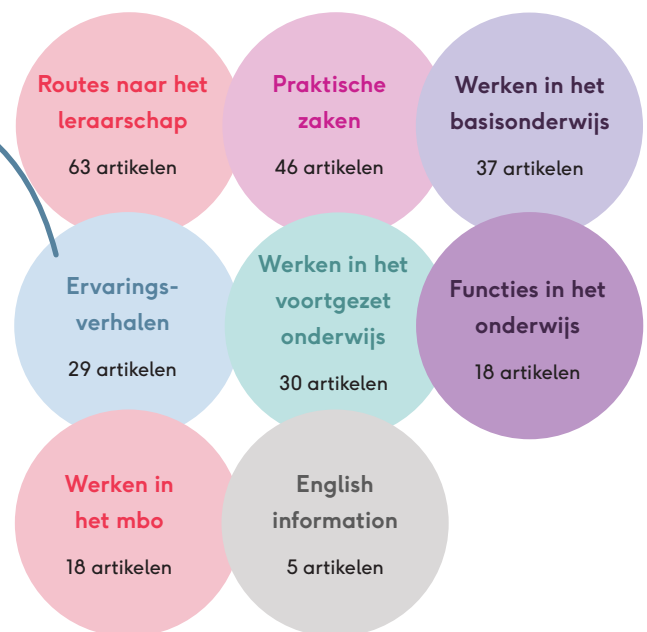 Routes naar het
leraarschap
63 artikelen
Praktische
zaken
46 artikelen
Werken in het
basisonderwijs
37 artikelen
Ervarings-
verhalen
29 artikelen
Werken in het
voortgezet
onderwijs
30 artikelen
Functies in het
onderwijs
18 artikelen
Werken in
het mbo
18 artikelen
English
information
5 artikelen